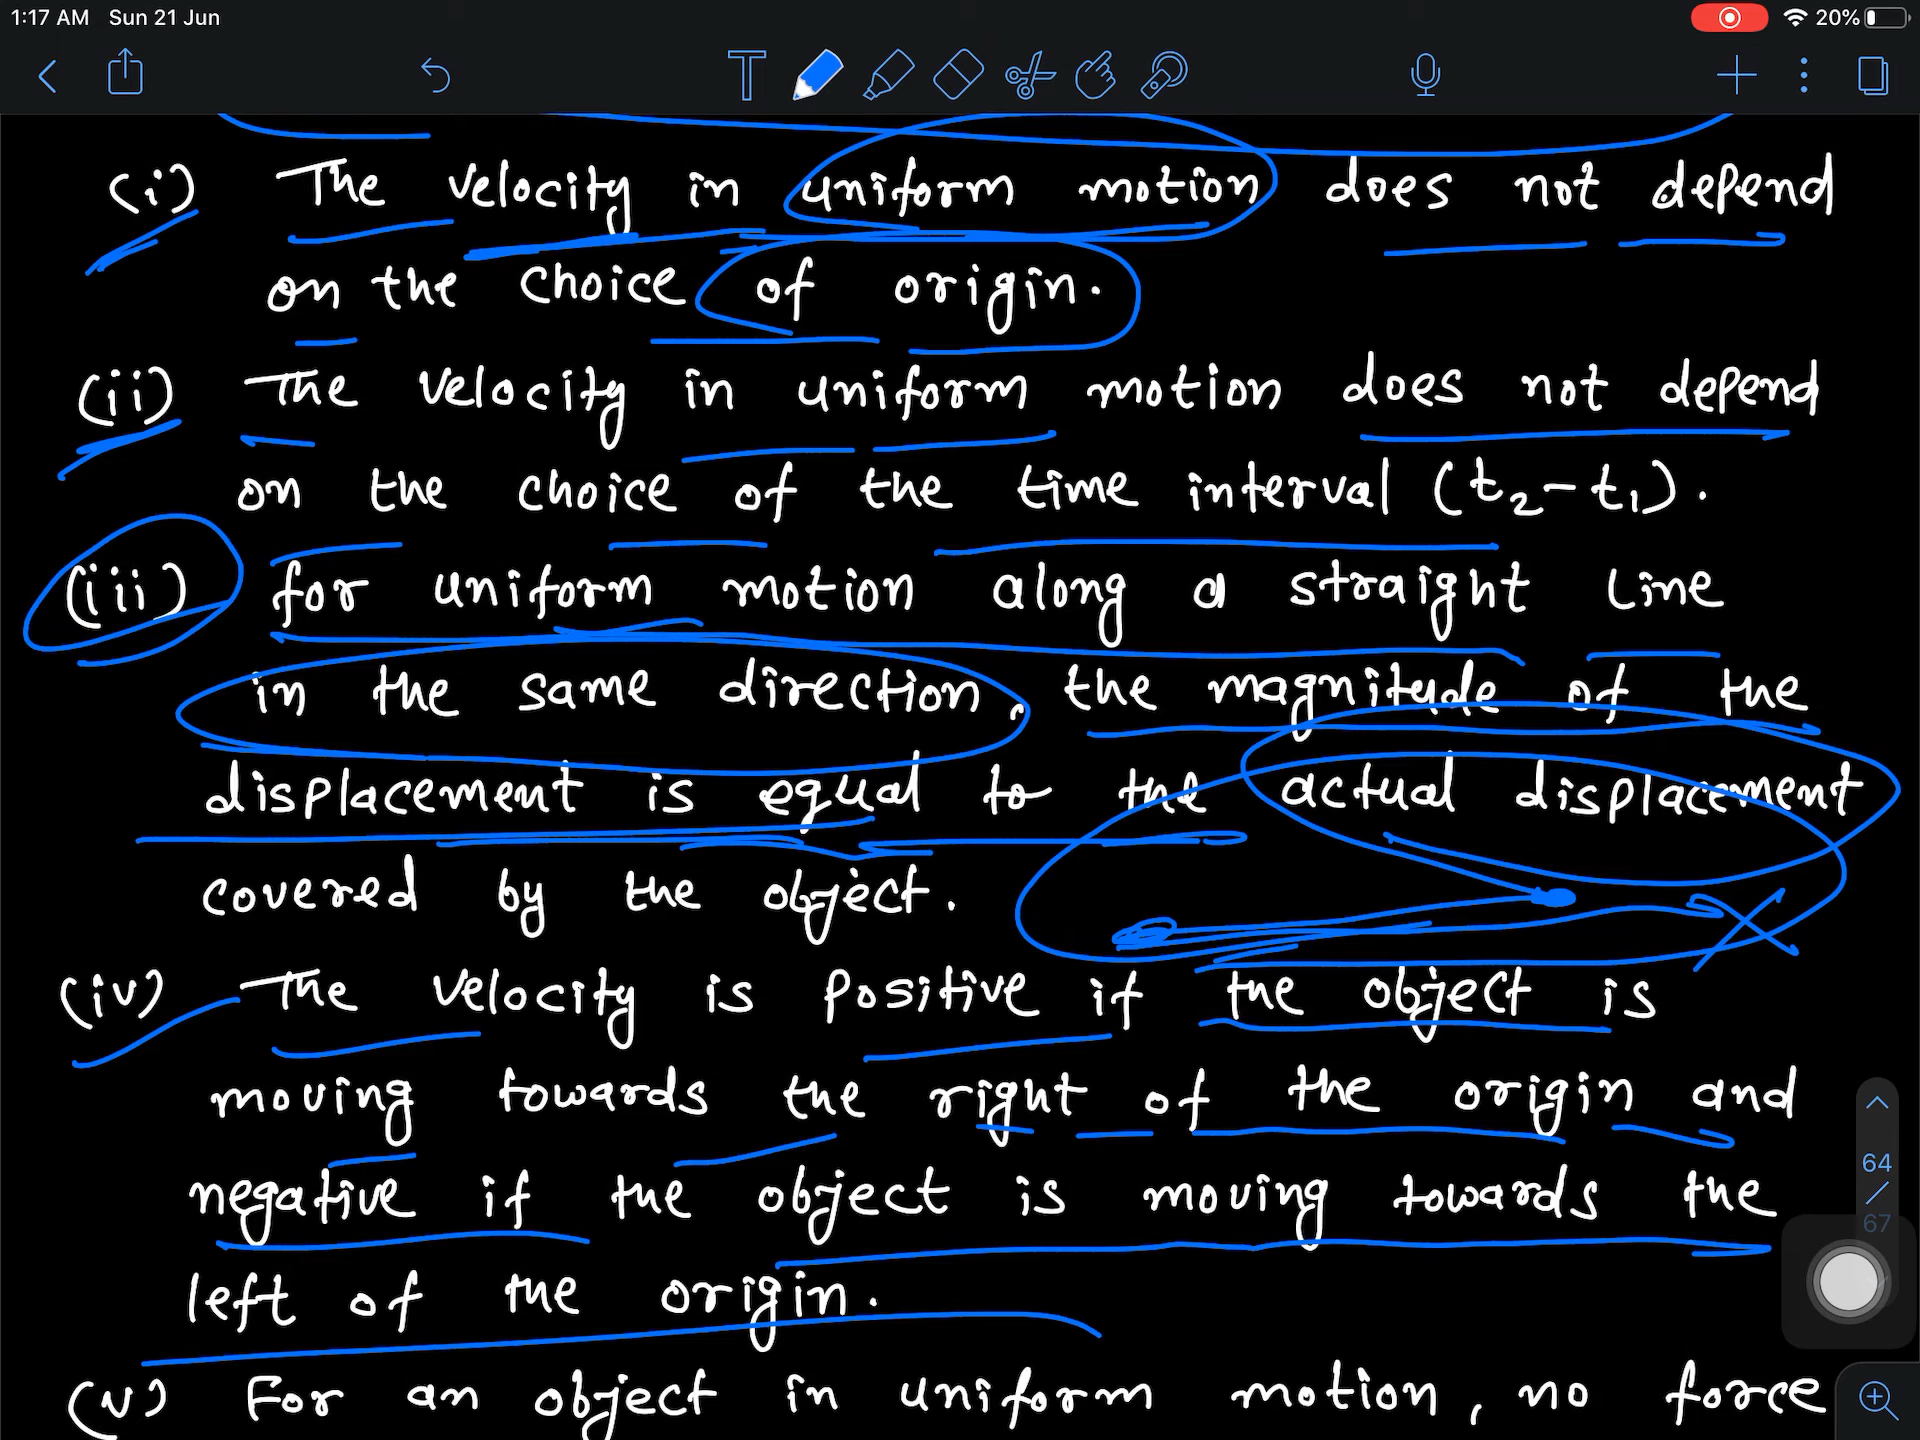 1:17 AM Sun 21 Jun 20%
(i) The velocity in uniform motion does not depend
on the choice of origin.
(ii) The velocity in uniform motion does not depend
on the choice of the time interval (t₂-t₁).
(iii) for uniform motion along a straight Line
in the same direction, the magnitude of the
displacement is equal to the actual displacement
covered by the object.
(iv) The velocity is positive if the object is
moving towards the right of the origin and
negative if the object is moving towards the
left of the origin.
(v) For an object in uniform motion, no force
64
/
67